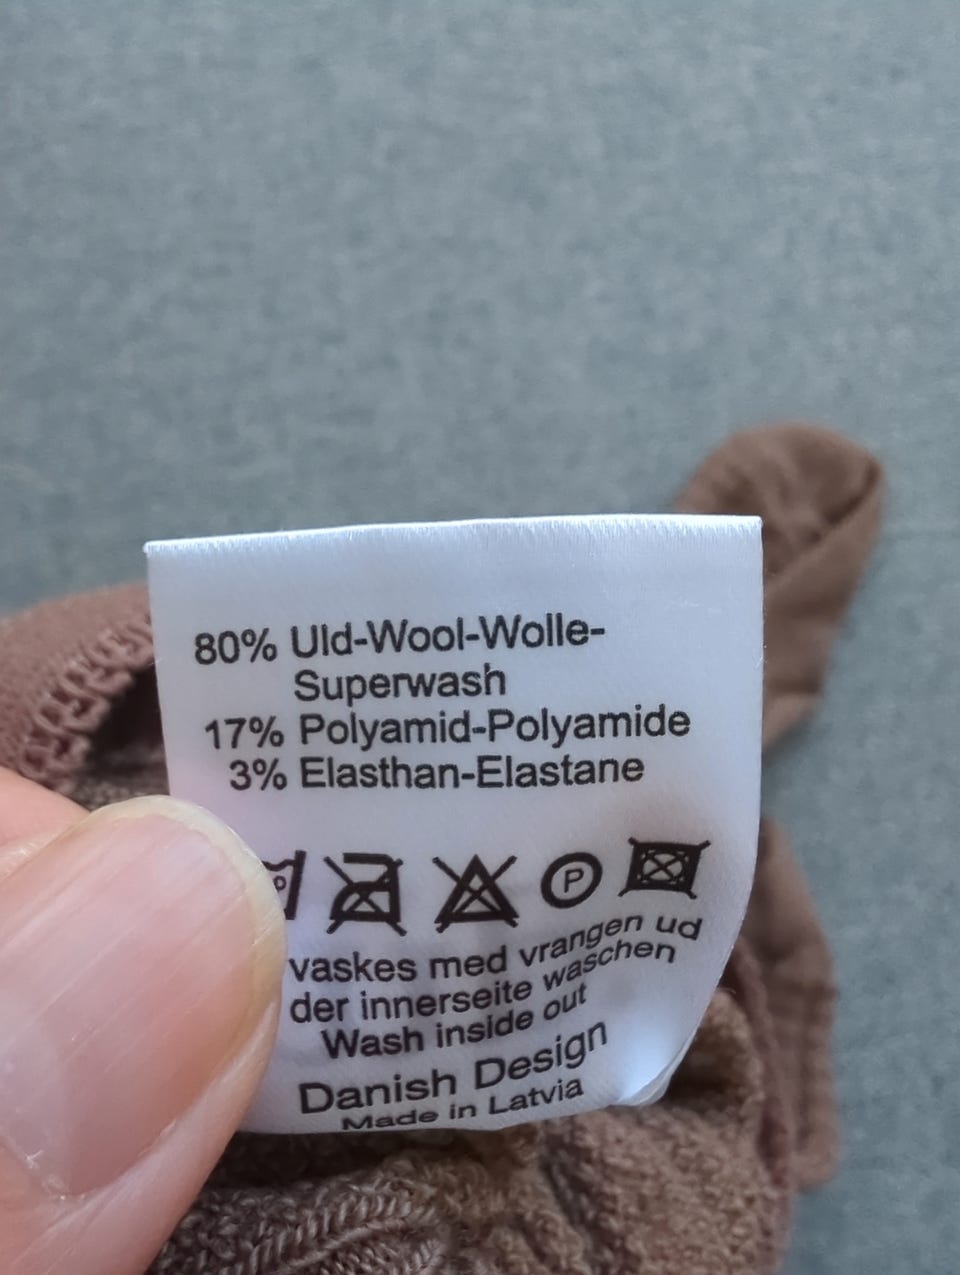 80% Uld-Wool-Wolle-
Superwash
17% Polyamid-Polyamide
3% Elasthan-Elastane
P
vaskes med vrangen ud
der innerseite waschen
Wash inside out
Danish Design
Made in Latvia